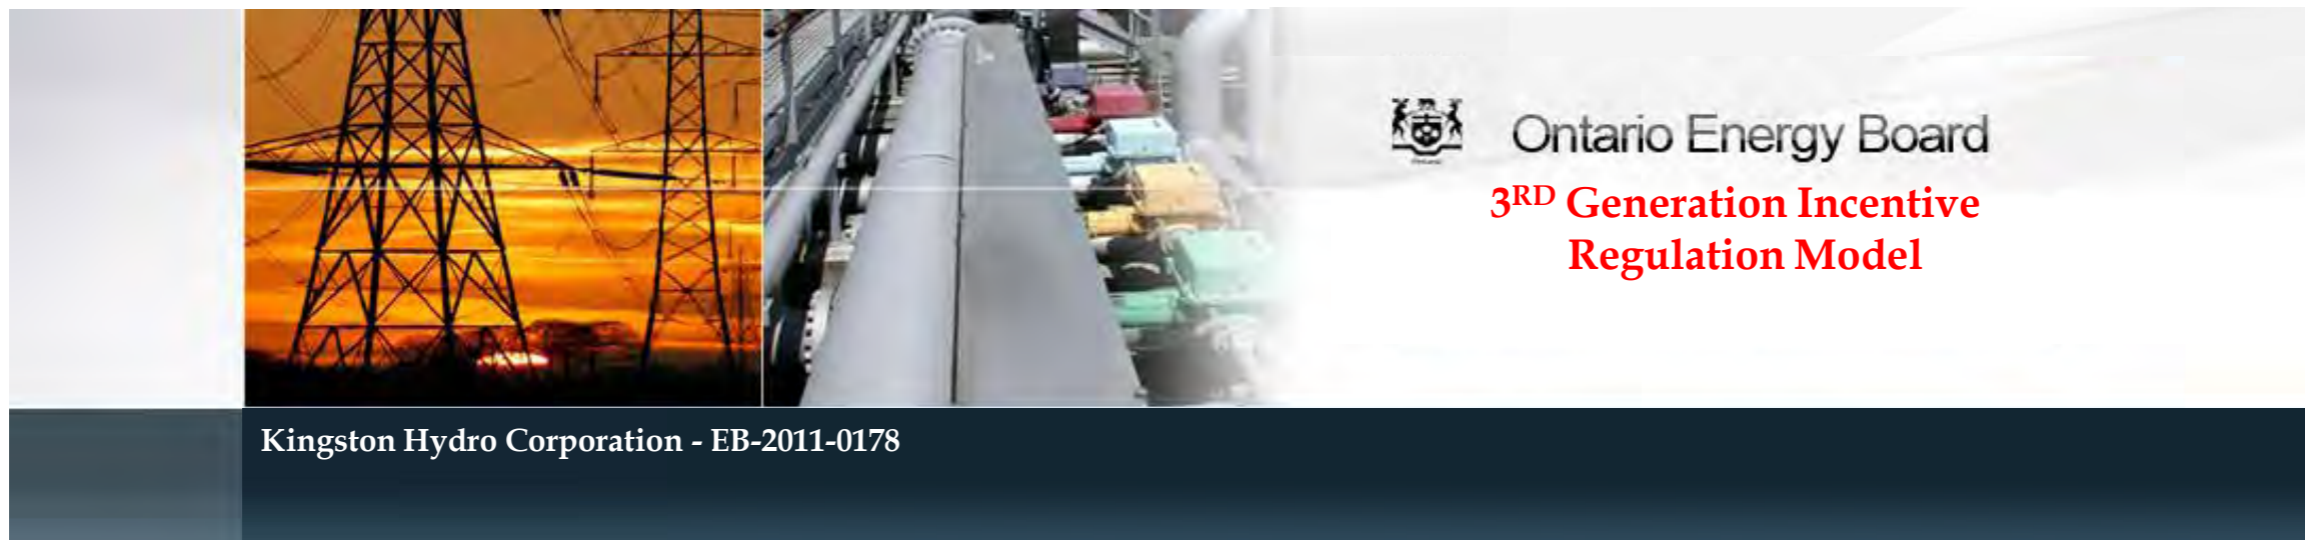 Ontario Energy Board
3RD Generation Incentive
Regulation Model
Kingston Hydro Corporation - EB-2011-0178